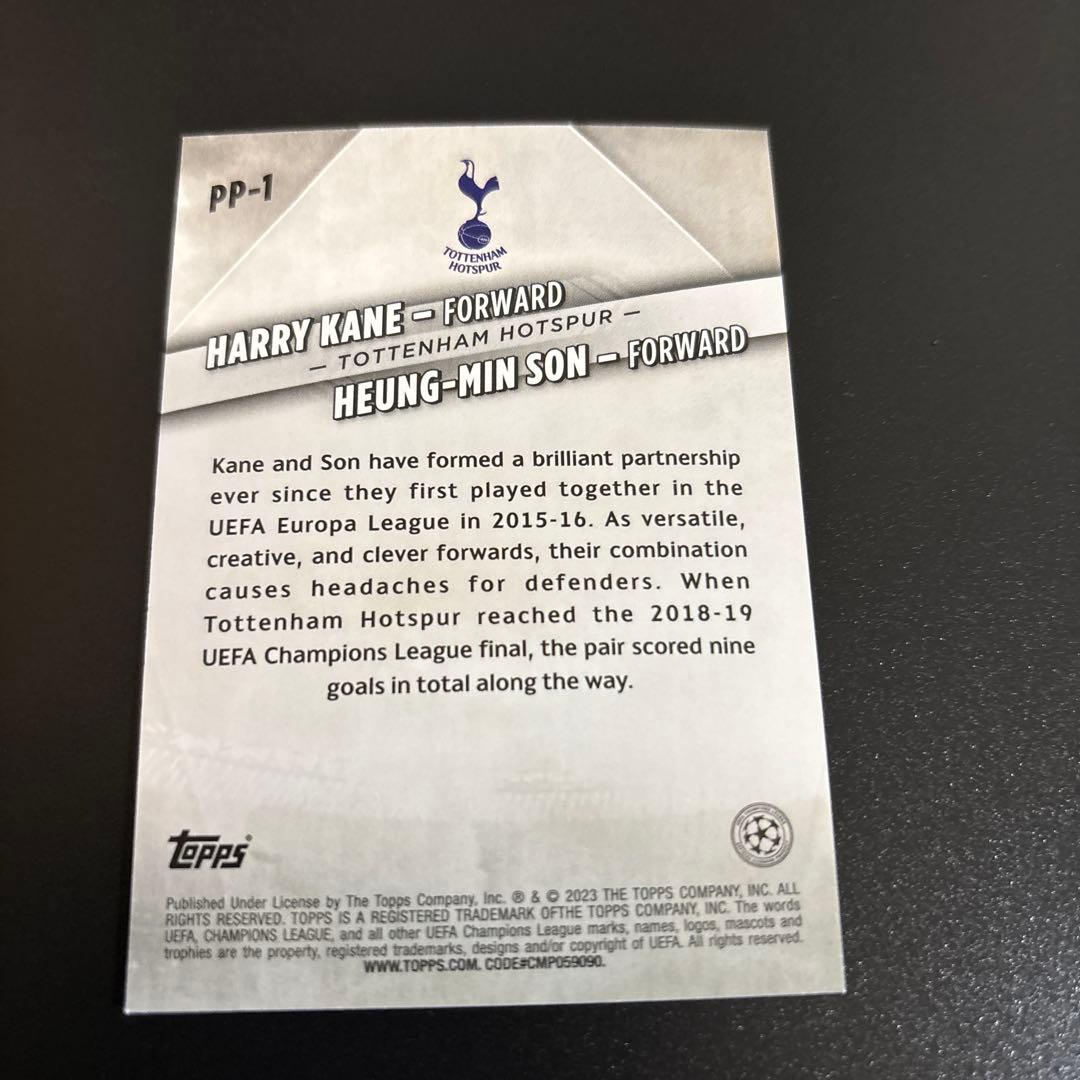 PP-1
TOTTENHAM
HOTSPUR
HARRY KANE – FORWARD
– TOTTENHAM HOTSPUR –
HEUNG-MIN SON – FORWARD
Kane and Son have formed a brilliant partnership
ever since they first played together in the
UEFA Europa League in 2015-16. As versatile,
creative, and clever forwards, their combination
causes headaches for defenders. When
Tottenham Hotspur reached the 2018-19
UEFA Champions League final, the pair scored nine
goals in total along the way.
topps®
Published Under License by The Topps Company, Inc. ® & © 2023 THE TOPPS COMPANY, INC. ALL
RIGHTS RESERVED. TOPPS IS A REGISTERED TRADEMARK OFTHE TOPPS COMPANY, INC. The words
UEFA, CHAMPIONS LEAGUE, and all other UEFA Champions League marks, names, logos, mascots and
trophies are the property, registered trademarks, designs and/or copyright of UEFA. All rights reserved.
WWW.TOPPS.COM. CODE#CMP059090.